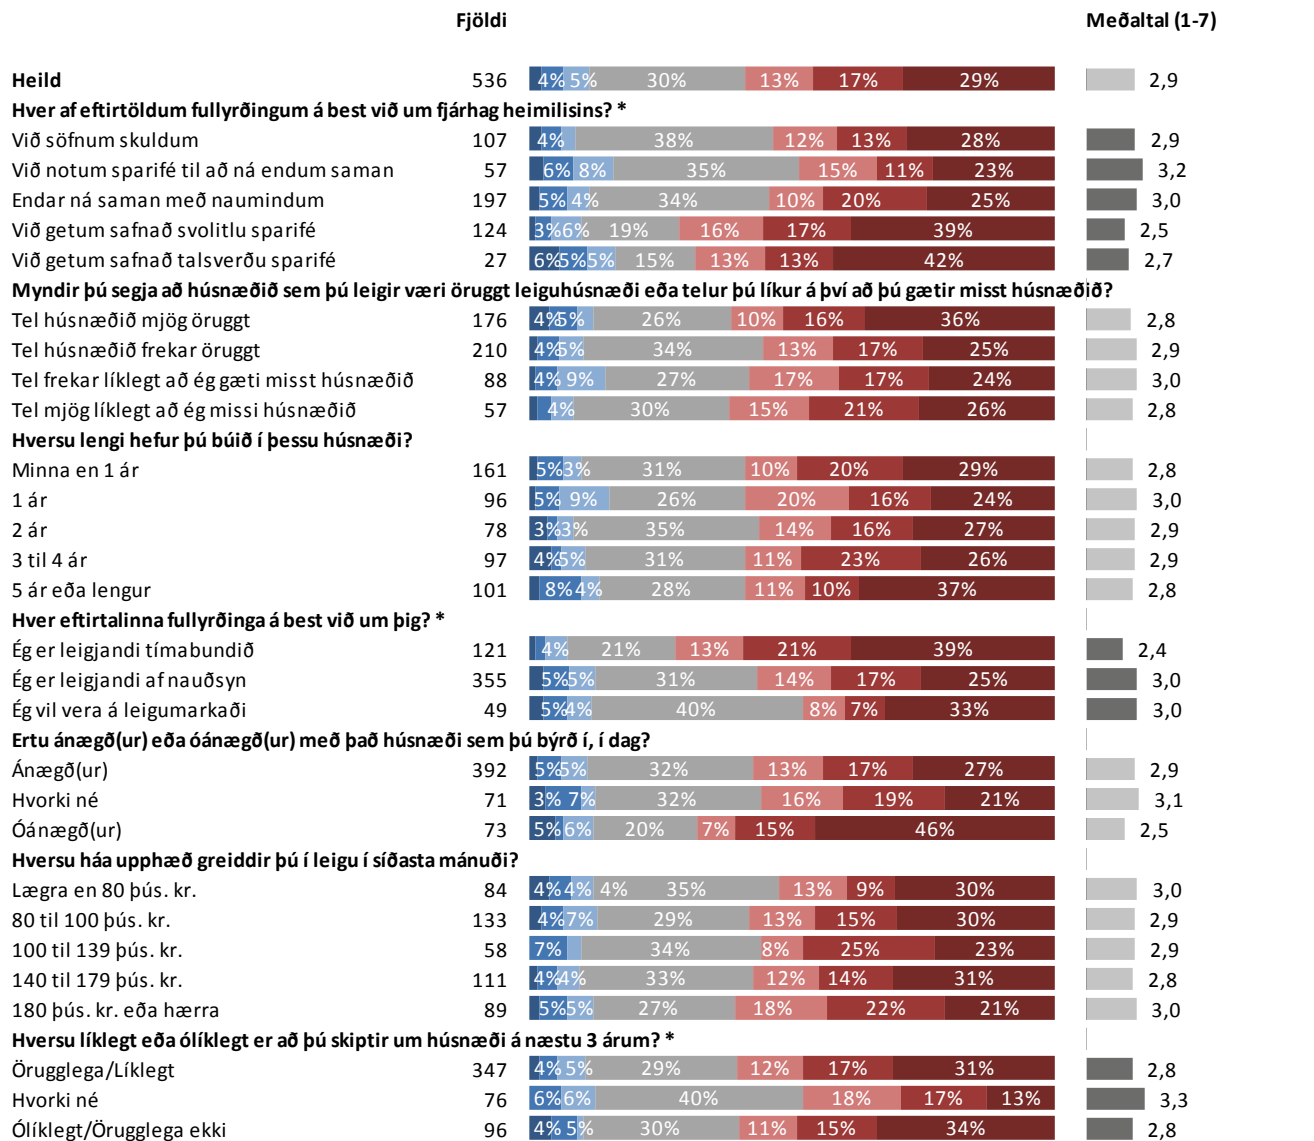 Fjöldi Meðaltal (1-7)
Heild 536 4% 5% 30% 13% 17% 29% 2,9
Hver af eftirtöldum fullyrðingum á best við um fjárhag heimilisins? *
Við söfnum skuldum 107 4% 38% 12% 13% 28% 2,9
Við notum sparifé til að ná endum saman 57 6% 8% 35% 15% 11% 23% 3,2
Endar ná saman með naumindum 197 5% 4% 34% 10% 20% 25% 3,0
Við getum safnað svolitlu sparifé 124 3% 6% 19% 16% 17% 39% 2,5
Við getum safnað talsverðu sparifé 27 6% 5% 5% 15% 13% 13% 42% 2,7
Myndir þú segja að húsnæðið sem þú leigir væri öruggt leiguhúsnæði eða telur þú líkur á því að þú gætir misst húsnæðið?
Tel húsnæðið mjög öruggt 176 4% 5% 26% 10% 16% 36% 2,8
Tel húsnæðið frekar öruggt 210 4% 5% 34% 13% 17% 25% 2,9
Tel frekar líklegt að ég gæti misst húsnæðið 88 4% 9% 27% 17% 17% 24% 3,0
Tel mjög líklegt að ég missi húsnæðið 57 4% 30% 15% 21% 26% 2,8
Hversu lengi hefur þú búið í þessu húsnæði?
Minna en 1 ár 161 5% 3% 31% 10% 20% 29% 2,8
1 ár 96 5% 9% 26% 20% 16% 24% 3,0
2 ár 78 3% 3% 35% 14% 16% 27% 2,9
3 til 4 ár 97 4% 5% 31% 11% 23% 26% 2,9
5 ár eða lengur 101 8% 4% 28% 11% 10% 37% 2,8
Hver eftirtalinna fullyrðinga á best við um þig? *
Ég er leigjandi tímabundið 121 4% 21% 13% 21% 39% 2,4
Ég er leigjandi af nauðsyn 355 5% 5% 31% 14% 17% 25% 3,0
Ég vil vera á leigumarkaði 49 5% 4% 40% 8% 7% 33% 3,0
Ertu ánægð(ur) eða óánægð(ur) með það húsnæði sem þú býrð í, í dag?
Ánægð(ur) 392 5% 5% 32% 13% 17% 27% 2,9
Hvorki né 71 3% 7% 32% 16% 19% 21% 3,1
Óánægð(ur) 73 5% 6% 20% 7% 15% 46% 2,5
Hversu háa upphæð greiddir þú í leigu í síðasta mánuði?
Lægra en 80 þús. kr. 84 4% 4% 4% 35% 13% 9% 30% 3,0
80 til 100 þús. kr. 133 4% 7% 29% 13% 15% 30% 2,9
100 til 139 þús. kr. 58 7% 34% 8% 25% 23% 2,9
140 til 179 þús. kr. 111 4% 4% 33% 12% 14% 31% 2,8
180 þús. kr. eða hærra 89 5% 5% 27% 18% 22% 21% 3,0
Hversu líklegt eða ólíklegt er að þú skiptir um húsnæði á næstu 3 árum? *
Örugglega/Líklegt 347 4% 5% 29% 12% 17% 31% 2,8
Hvorki né 76 6% 6% 40% 18% 17% 13% 3,3
Ólíklegt/Örugglega ekki 96 4% 5% 30% 11% 15% 34% 2,8